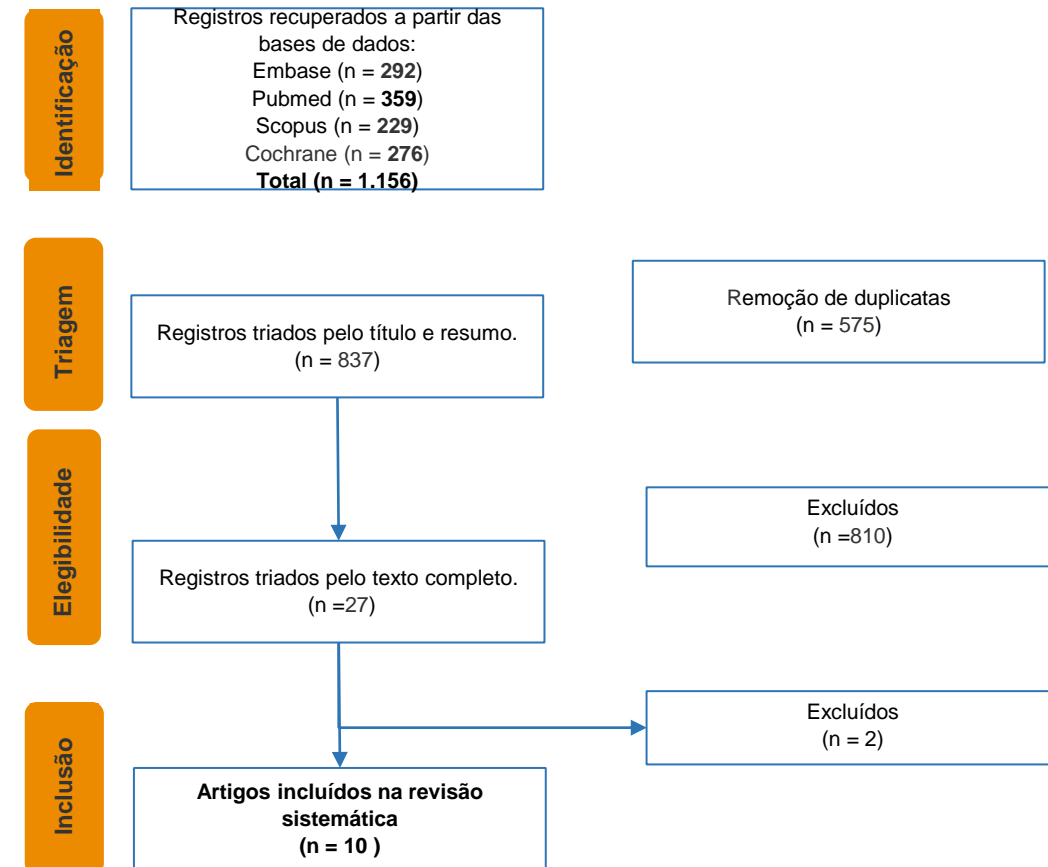 Identificação
Registros recuperados a partir das
bases de dados:
Embase (n = 292)
Pubmed (n = 359)
Scopus (n = 229)
Cochrane (n = 276)
Total (n = 1.156)
Triagem
Registros triados pelo título e resumo.
(n = 837)
Remoção de duplicatas
(n = 575)
Elegibilidade
Registros triados pelo texto completo.
(n =27)
Excluídos
(n =810)
Inclusão
Excluídos
(n = 2)
Artigos incluídos na revisão
sistemática
(n = 10 )